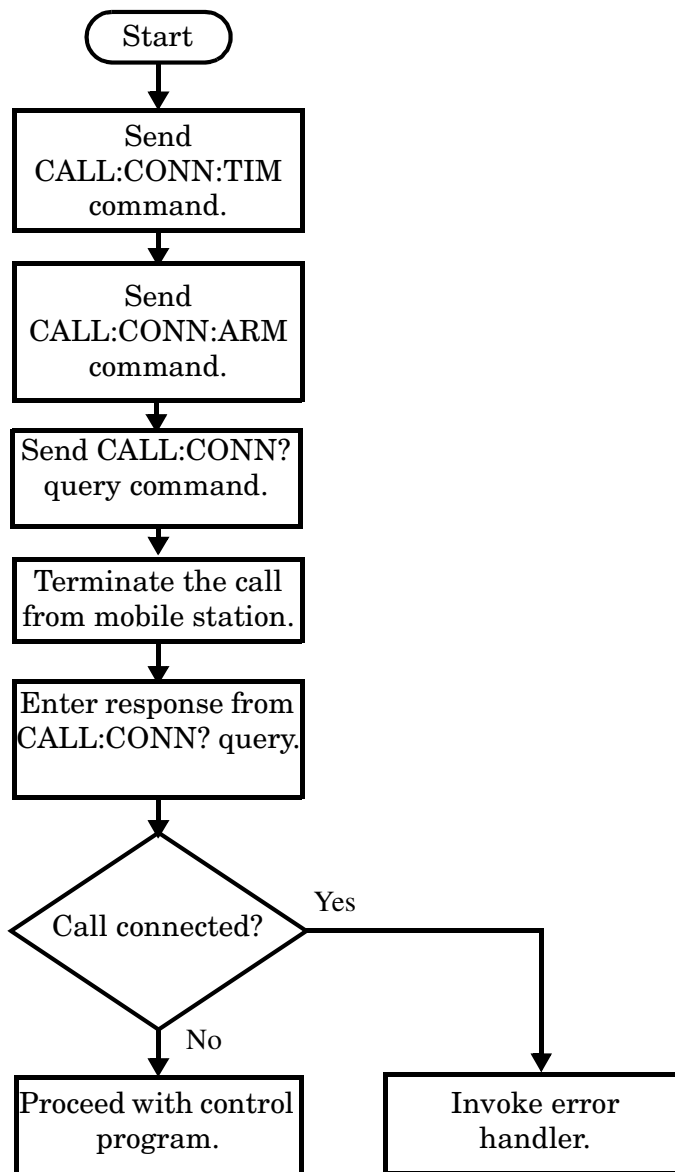 Start
Send
CALL:CONN:TIM
command.
Send
CALL:CONN:ARM
command.
Send CALL:CONN?
query command.
Terminate the call
from mobile station.
Enter response from
CALL:CONN? query.
Call connected?
Yes
No
Proceed with control
program.
Invoke error
handler.